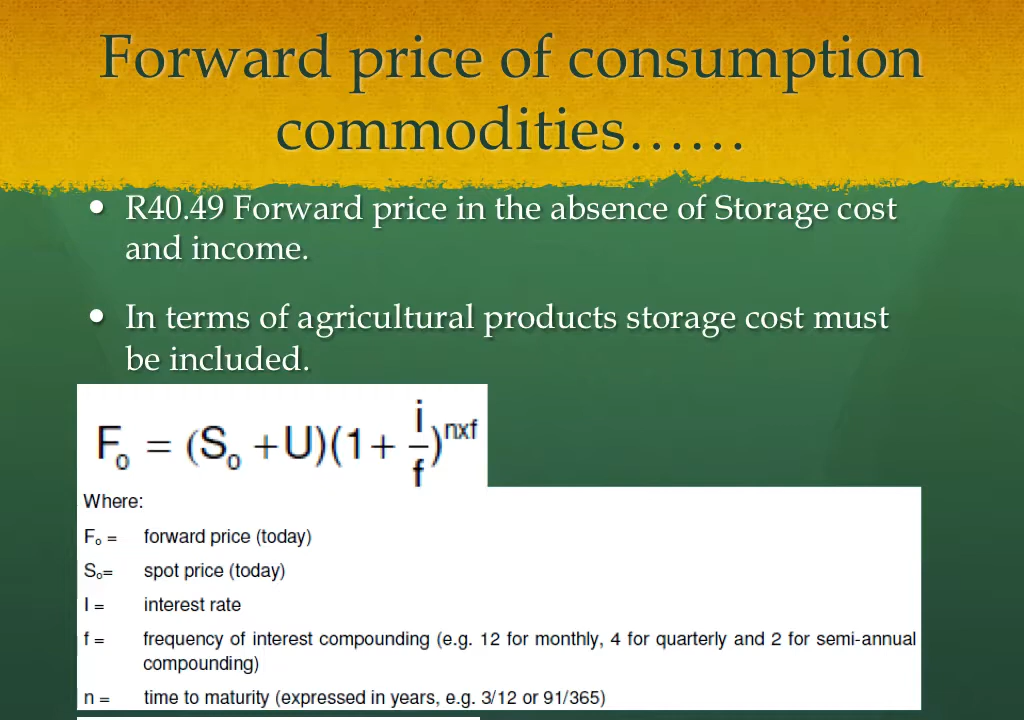 Forward price of consumption
commodities……
• R40.49 Forward price in the absence of Storage cost
and income.
• In terms of agricultural products storage cost must
be included.
F₀ = (S₀ +U)(1+ i/f)^nxf
Where:
Fₒ = forward price (today)
Sₒ= spot price (today)
I = interest rate
f = frequency of interest compounding (e.g. 12 for monthly, 4 for quarterly and 2 for semi-annual
compounding)
n = time to maturity (expressed in years, e.g. 3/12 or 91/365)